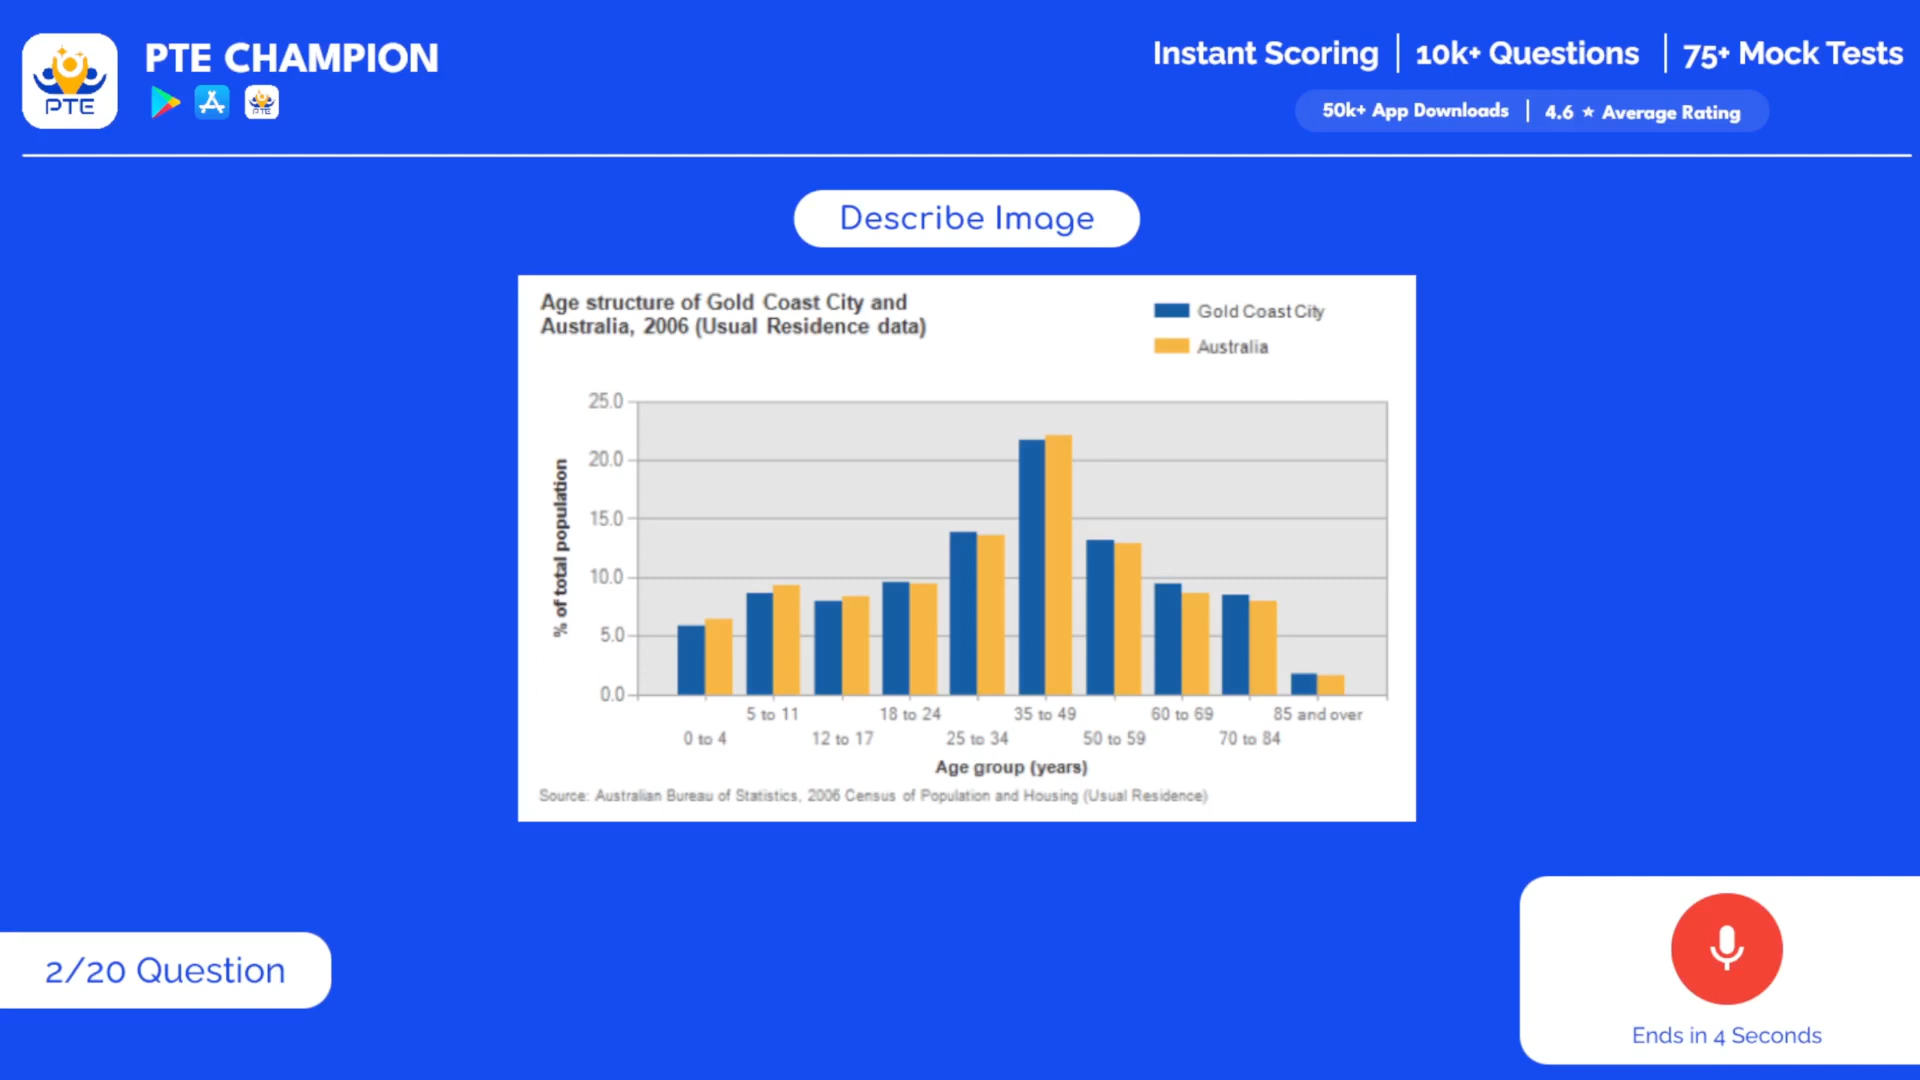 PTE CHAMPION
PTE
PTE
Instant Scoring | 10k+ Questions | 75+ Mock Tests
50k+ App Downloads | 4.6 ★ Average Rating
Describe Image
Age structure of Gold Coast City and
Australia, 2006 (Usual Residence data)
Gold Coast City
Australia
25.0
20.0
15.0
10.0
5.0
0.0
% of total population
5 to 11 18 to 24 35 to 49 60 to 69 85 and over
0 to 4 12 to 17 25 to 34 50 to 59 70 to 84
Age group (years)
Source: Australian Bureau of Statistics, 2006 Census of Population and Housing (Usual Residence)
2/20 Question
Ends in 4 Seconds